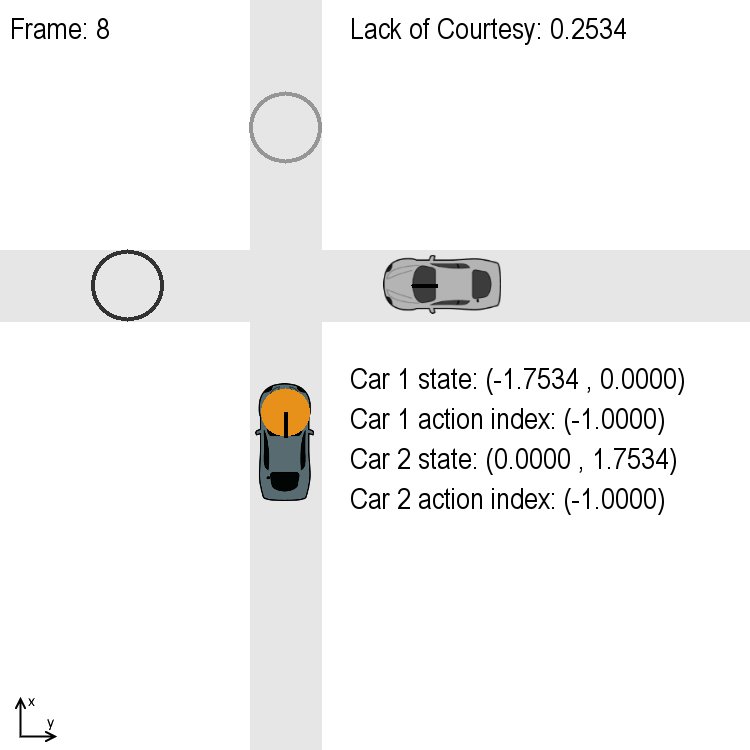 Frame: 8
Lack of Courtesy: 0.2534
Car 1 state: (-1.7534 , 0.0000)
Car 1 action index: (-1.0000)
Car 2 state: (0.0000 , 1.7534)
Car 2 action index: (-1.0000)
x
y